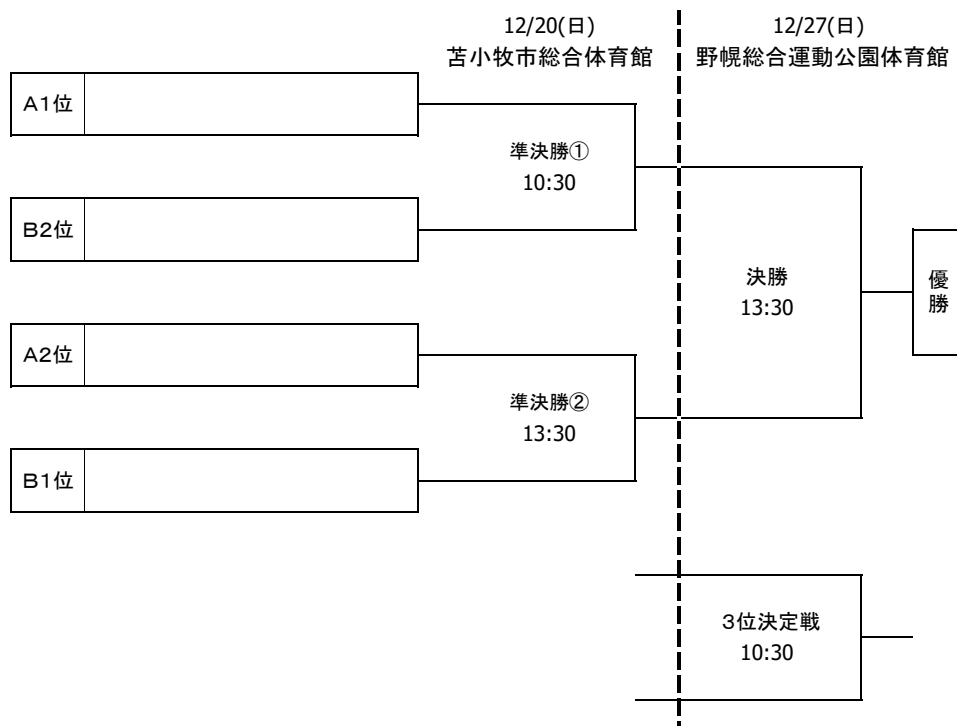 12/20(日)
苫小牧市総合体育館
12/27(日)
野幌総合運動公園体育館
A1位
準決勝①
10:30
B2位
決勝
13:30
優勝
A2位
準決勝②
13:30
B1位
3位決定戦
10:30